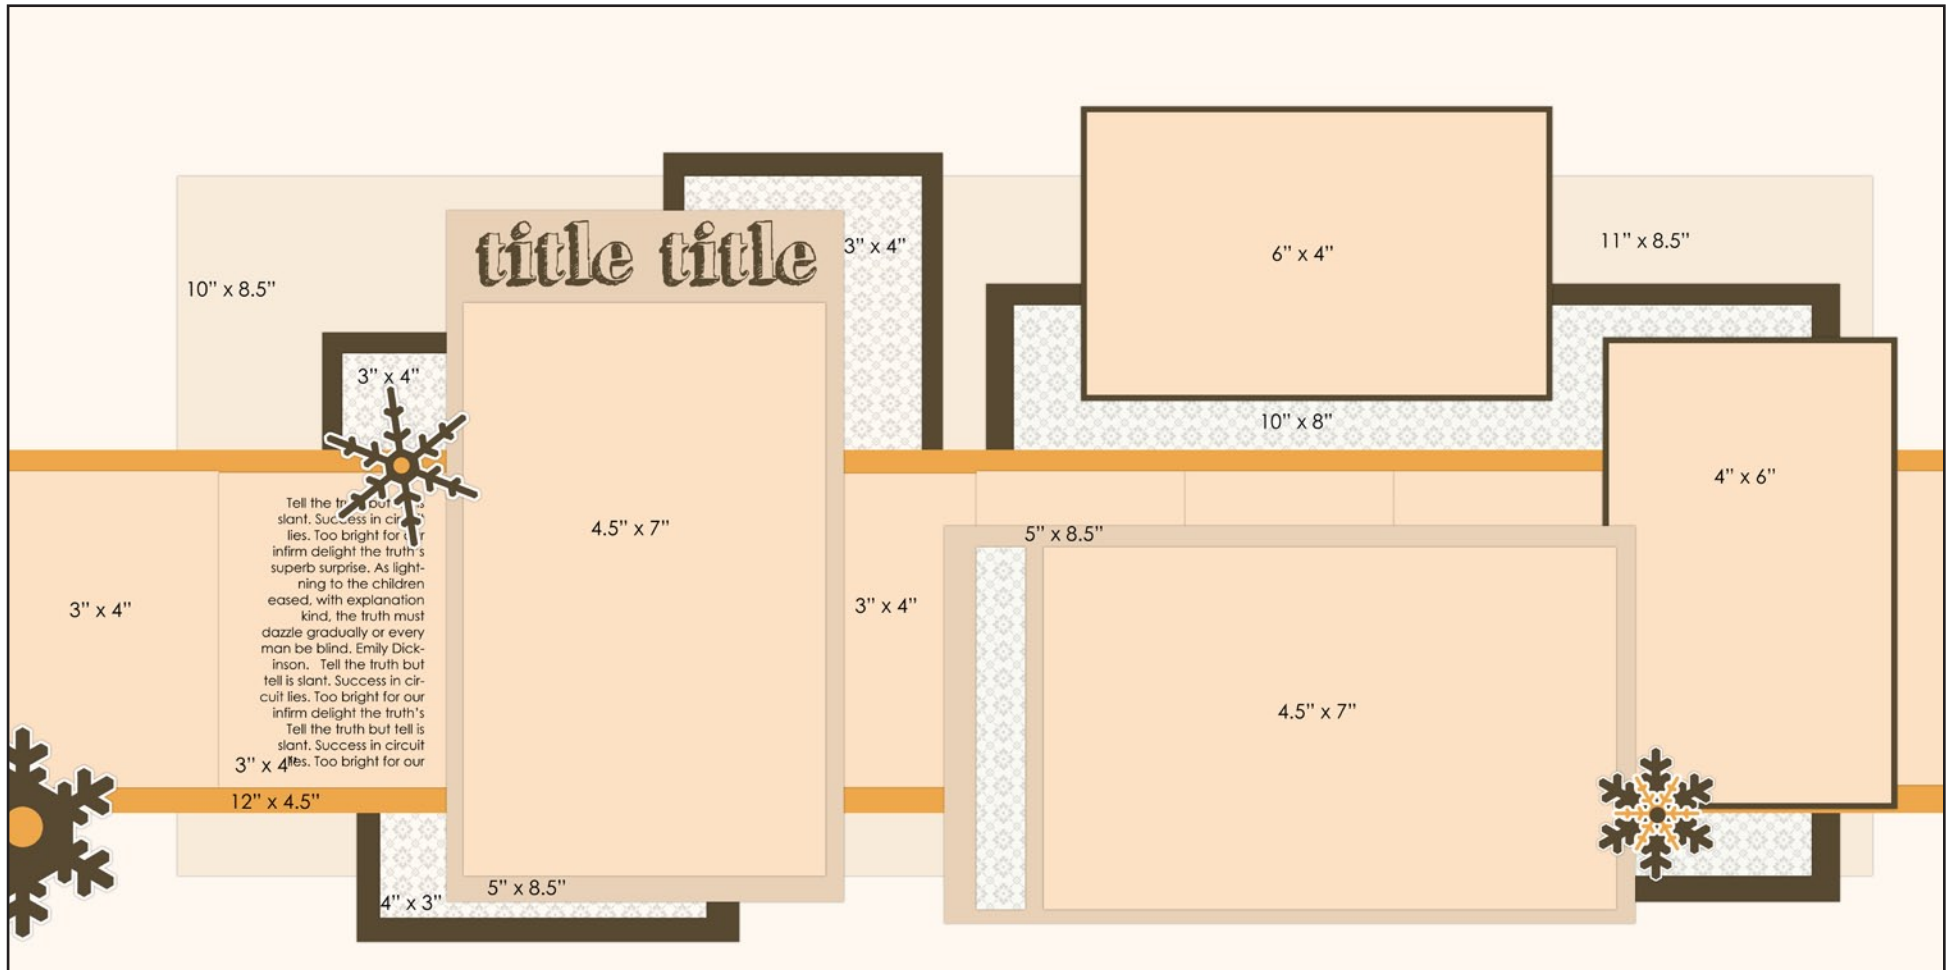 title title
3” x 4”
6” x 4”
11” x 8.5”
10” x 8.5”
3” x 4”
10” x 8”
4” x 6”
Tell the but
slant. Success in
lies. Too bright for
infirm delight the truth’s
superb surprise. As light-
ning to the children
eased, with explanation
kind, the truth must
dazzle gradually or every
man be blind. Emily Dick-
inson.   Tell the truth but
tell is slant. Success in cir-
cuit lies. Too bright for our
infirm delight the truth’s
Tell the truth but tell is
slant. Success in circuit
lies. Too bright for our
4.5” x 7”
5” x 8.5”
3” x 4”
3” x 4”
4.5” x 7”
3” x 4”
12” x 4.5”
5” x 8.5”
4” x 3”